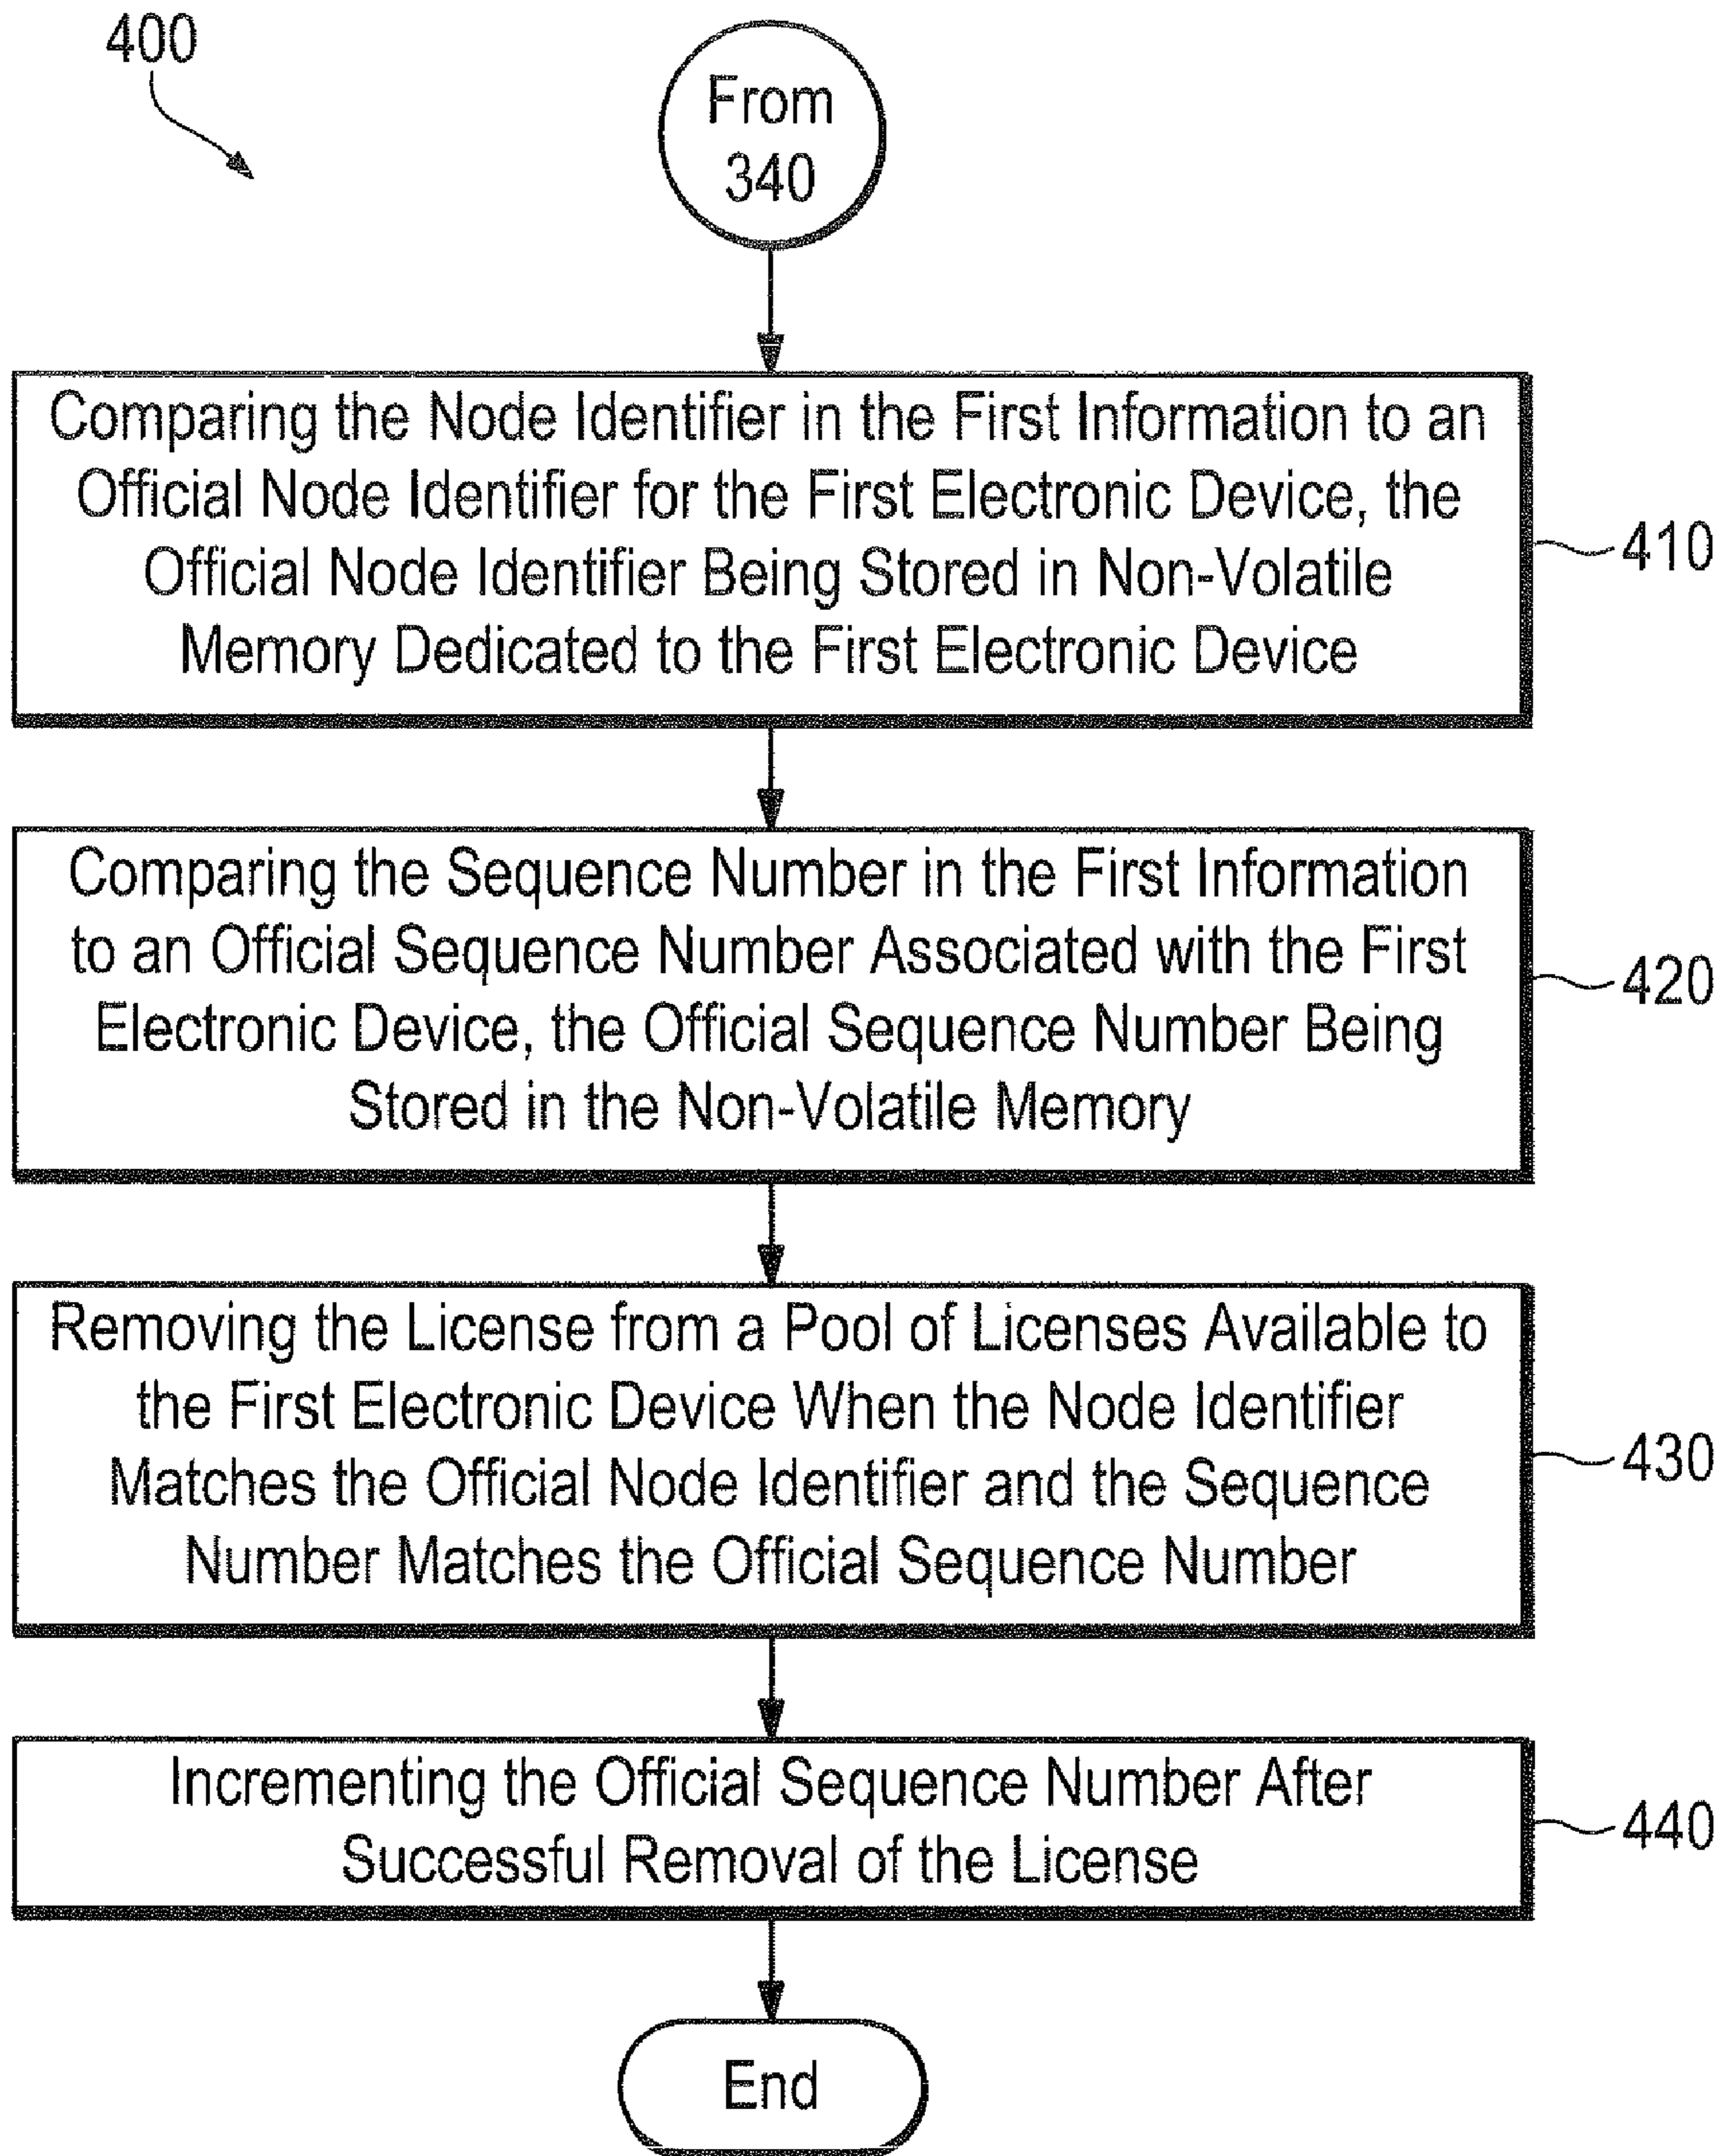 400
From
340
Comparing the Node Identifier in the First Information to an
Official Node Identifier for the First Electronic Device, the
Official Node Identifier Being Stored in Non-Volatile
Memory Dedicated to the First Electronic Device
410
Comparing the Sequence Number in the First Information
to an Official Sequence Number Associated with the First
Electronic Device, the Official Sequence Number Being
Stored in the Non-Volatile Memory
420
Removing the License from a Pool of Licenses Available to
the First Electronic Device When the Node Identifier
Matches the Official Node Identifier and the Sequence
Number Matches the Official Sequence Number
430
Incrementing the Official Sequence Number After
Successful Removal of the License
440
End